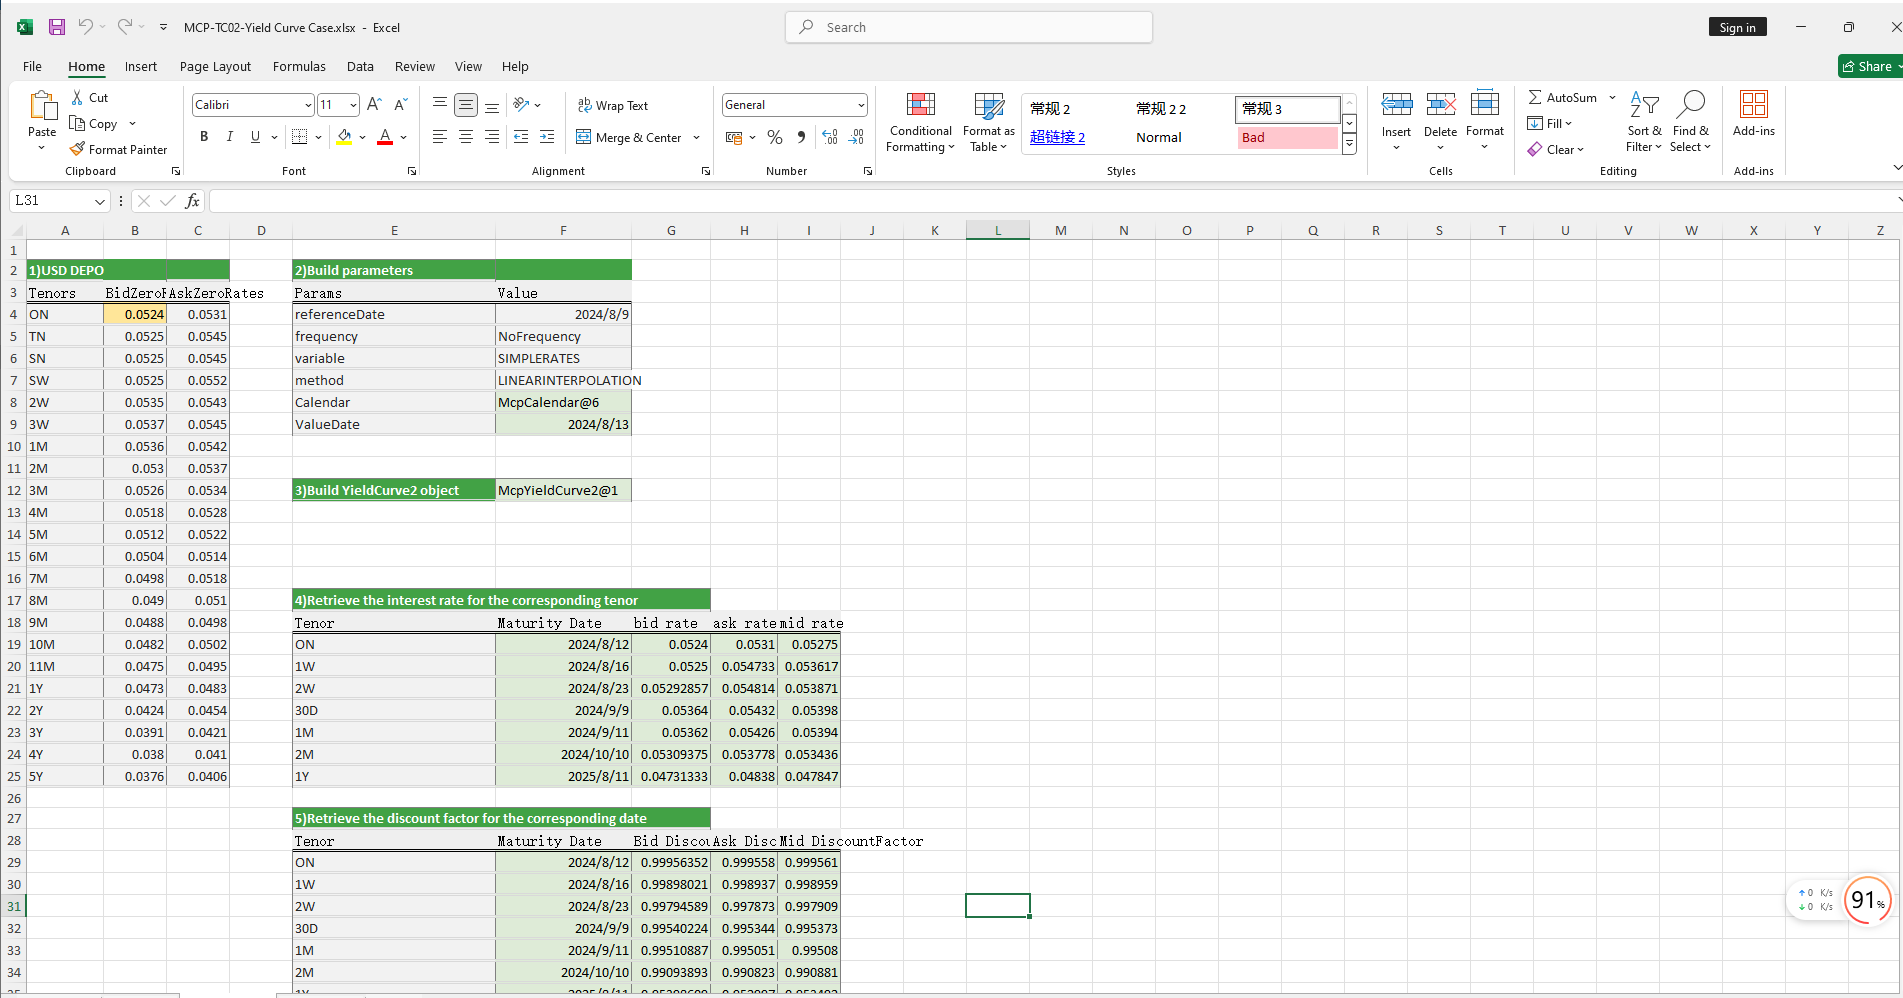 MCP-TC02-Yield Curve Case.xlsx - Excel
Search
Sign in
File Home Insert Page Layout Formulas Data Review View Help
Share
Paste
Cut
Copy
Format Painter
Clipboard
Calibri 11
B I U
Font
Wrap Text
Merge & Center
Alignment
General
Number
Conditional Formatting
Format as Table
常规 2 常规 2 2 常规 3
超链接 2 Normal Bad
Styles
Insert Delete Format
Cells
AutoSum
Fill
Clear
Sort & Filter
Find & Select
Editing
Add-ins
Add-ins
L31 fx
A B C D E F G H I J K L M N O P Q R S T U V W X Y Z
1
2 1)USD DEPO 2)Build parameters
3 Tenors BidZeroR AskZeroRates Params Value
4 ON 0.0524 0.0531 referenceDate 2024/8/9
5 TN 0.0525 0.0545 frequency NoFrequency
6 SN 0.0525 0.0545 variable SIMPLERATES
7 SW 0.0525 0.0552 method LINEARINTERPOLATION
8 2W 0.0535 0.0543 Calendar McpCalendar@6
9 3W 0.0537 0.0545 ValueDate 2024/8/13
10 1M 0.0536 0.0542
11 2M 0.053 0.0537
12 3M 0.0526 0.0534 3)Build YieldCurve2 object McpYieldCurve2@1
13 4M 0.0518 0.0528
14 5M 0.0512 0.0522
15 6M 0.0504 0.0514
16 7M 0.0498 0.0518
17 8M 0.049 0.051 4)Retrieve the interest rate for the corresponding tenor
18 9M 0.0488 0.0498 Tenor Maturity Date bid rate ask rate mid rate
19 10M 0.0482 0.0502 ON 2024/8/12 0.0524 0.0531 0.05275
20 11M 0.0475 0.0495 1W 2024/8/16 0.0525 0.054733 0.053617
21 1Y 0.0473 0.0483 2W 2024/8/23 0.05292857 0.054814 0.053871
22 2Y 0.0424 0.0454 30D 2024/9/9 0.05364 0.05432 0.05398
23 3Y 0.0391 0.0421 1M 2024/9/11 0.05362 0.05426 0.05394
24 4Y 0.038 0.041 2M 2024/10/10 0.05309375 0.053778 0.053436
25 5Y 0.0376 0.0406 1Y 2025/8/11 0.04731333 0.04838 0.047847
26
27 5)Retrieve the discount factor for the corresponding date
28 Tenor Maturity Date Bid Discou Ask Disc Mid DiscountFactor
29 ON 2024/8/12 0.99956352 0.999558 0.999561
30 1W 2024/8/16 0.99898021 0.998937 0.998959
31 2W 2024/8/23 0.99794589 0.997873 0.997909
32 30D 2024/9/9 0.99540224 0.995344 0.995373
33 1M 2024/9/11 0.99510887 0.995051 0.99508
34 2M 2024/10/10 0.99093893 0.990823 0.990881
0 K/s
0 K/s
91%